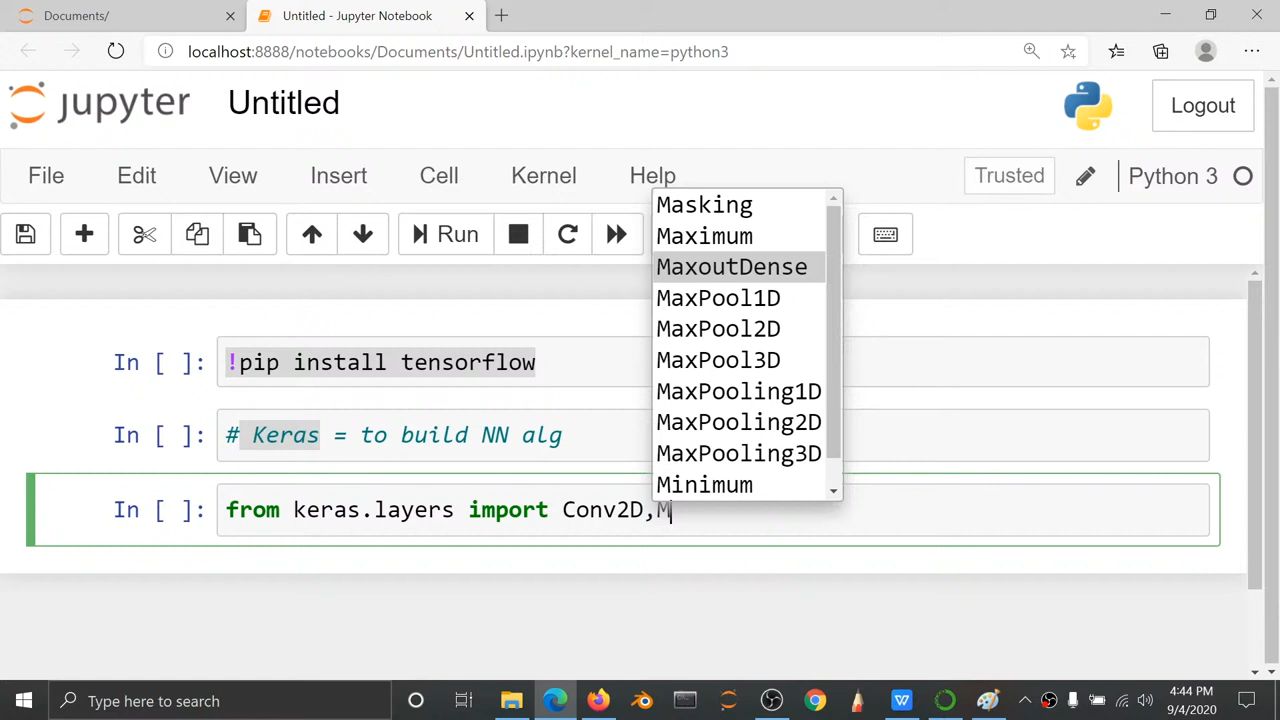 Documents/
Untitled - Jupyter Notebook
localhost:8888/notebooks/Documents/Untitled.ipynb?kernel_name=python3
jupyter Untitled
Logout
File Edit View Insert Cell Kernel Help Trusted Python 3
Run
Masking
Maximum
MaxoutDense
MaxPool1D
MaxPool2D
MaxPool3D
MaxPooling1D
MaxPooling2D
MaxPooling3D
Minimum
In [ ]: !pip install tensorflow
In [ ]: # Keras = to build NN alg
In [ ]: from keras.layers import Conv2D,M
Type here to search
4:44 PM
9/4/2020